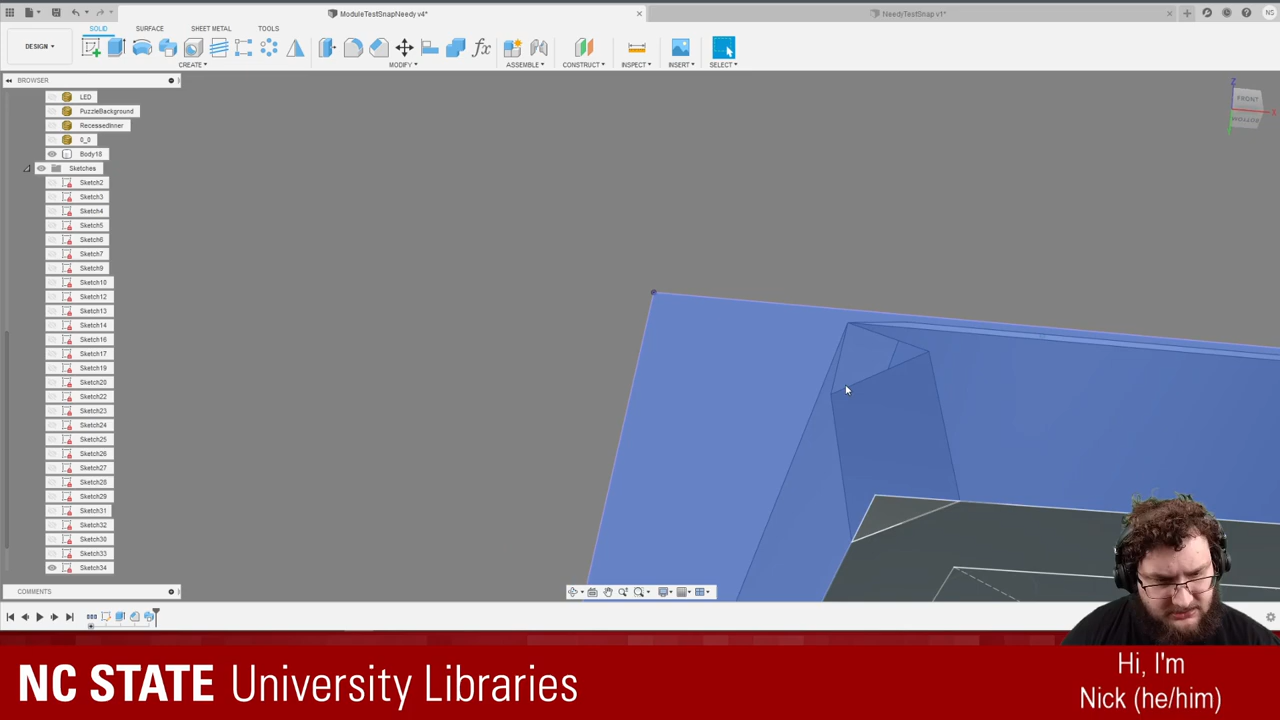 ModuleTestSnapNeedy v4*
NeedyTestSnap v1*
NS
DESIGN
SOLID
SURFACE
SHEET METAL
TOOLS
CREATE
MODIFY
ASSEMBLE
CONSTRUCT
INSPECT
INSERT
SELECT
BROWSER
LED
PuzzleBackground
RecessedInner
0_0
Body18
Sketches
Sketch2
Sketch3
Sketch4
Sketch5
Sketch6
Sketch7
Sketch9
Sketch10
Sketch12
Sketch13
Sketch14
Sketch16
Sketch17
Sketch19
Sketch20
Sketch22
Sketch23
Sketch24
Sketch25
Sketch26
Sketch27
Sketch28
Sketch29
Sketch31
Sketch32
Sketch30
Sketch33
Sketch34
COMMENTS
Z
FRONT
BOTTOM
X
Y
NC STATE University Libraries
Hi, I'm
Nick (he/him)